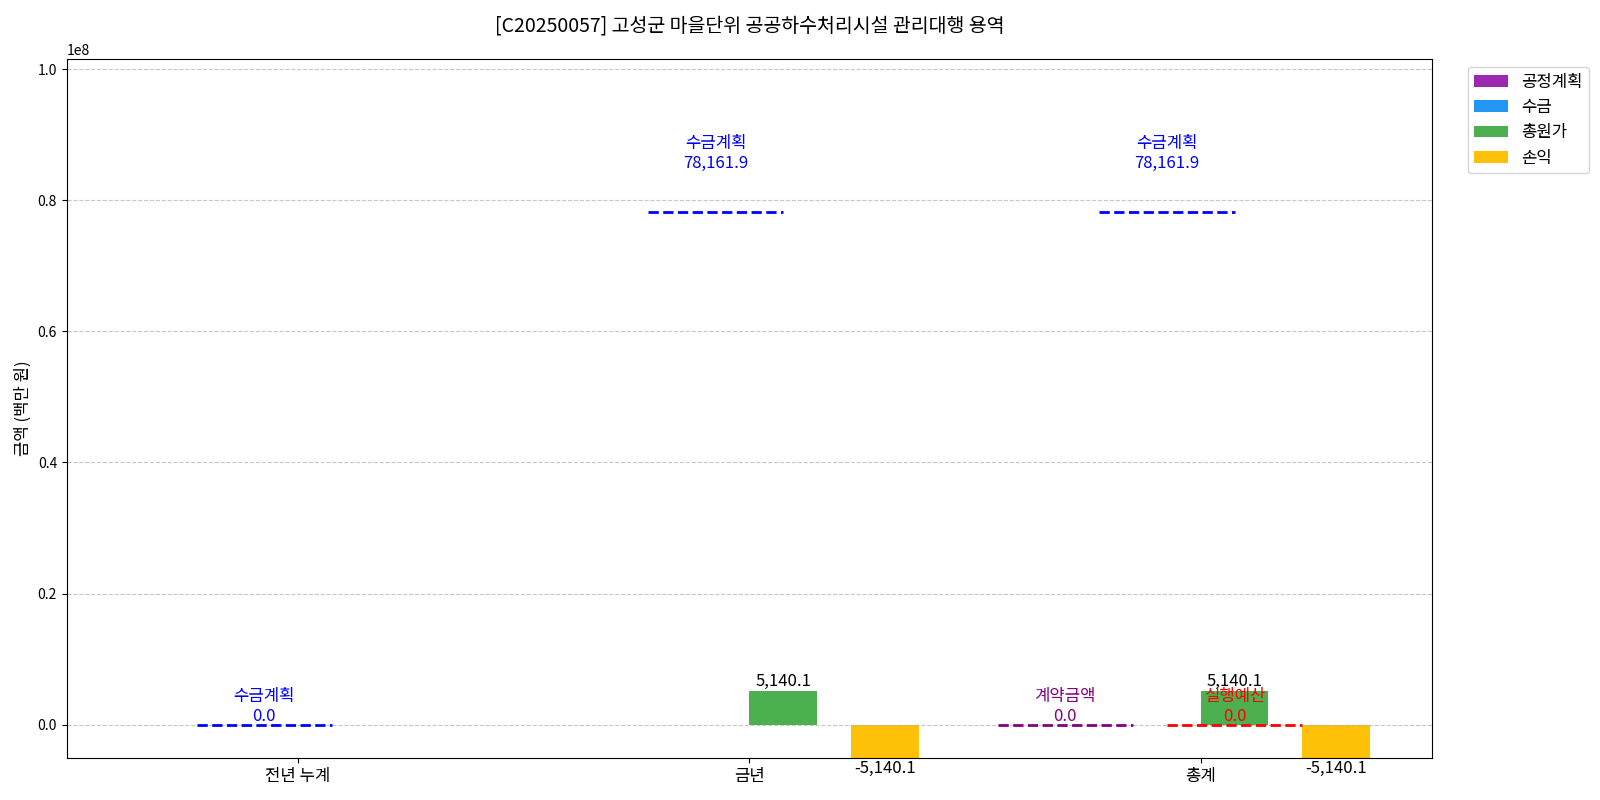 [C20250057] 고성군 마을단위 공공하수처리시설 관리대행 용역
1e8
1.0
0.8
0.6
0.4
0.2
0.0
금액 (백만 원)
수금계획
78,161.9
수금계획
78,161.9
수금계획
0.0
5,140.1
-5,140.1
계약금액
0.0
5,140.1
실행예산
0.0
-5,140.1
전년 누계
금년
총계
공정계획
수금
총원가
손익